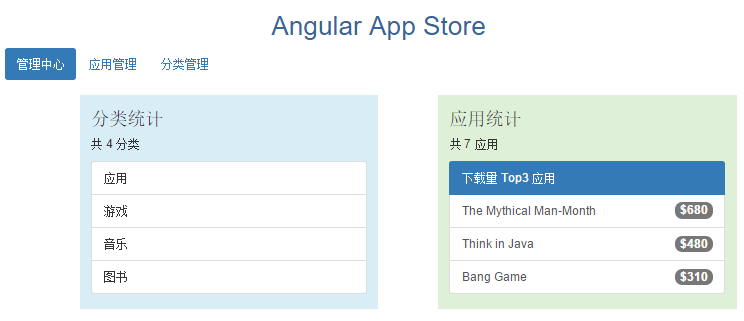 Angular App Store
管理中心 应用管理 分类管理
分类统计
共 4 分类
应用
游戏
音乐
图书
应用统计
共 7 应用
下载量 Top3 应用
The Mythical Man-Month $680
Think in Java $480
Bang Game $310